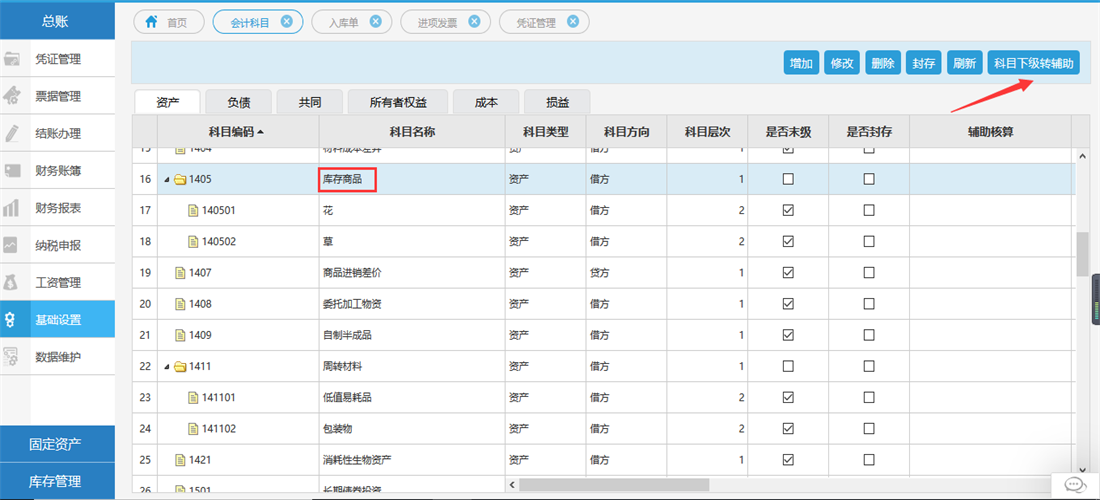 总账
首页 会计科目 入库单 进项发票 凭证管理
凭证管理
票据管理
结账办理
财务账簿
财务报表
纳税申报
工资管理
基础设置
数据维护
固定资产
库存管理
增加 修改 删除 封存 刷新 科目下级转辅助
资产 负债 共同 所有者权益 成本 损益
科目编码 科目名称 科目类型 科目方向 科目层次 是否末级 是否封存 辅助核算
15 1404 材料成本差异 资产 借方 1
16 1405 库存商品 资产 借方 1
17 140501 花 资产 借方 2
18 140502 草 资产 借方 2
19 1407 商品进销差价 资产 贷方 1
20 1408 委托加工物资 资产 借方 1
21 1409 自制半成品 资产 借方 1
22 1411 周转材料 资产 借方 1
23 141101 低值易耗品 资产 借方 2
24 141102 包装物 资产 借方 2
25 1421 消耗性生物资产 资产 借方 1
26 1501 长期债券投资